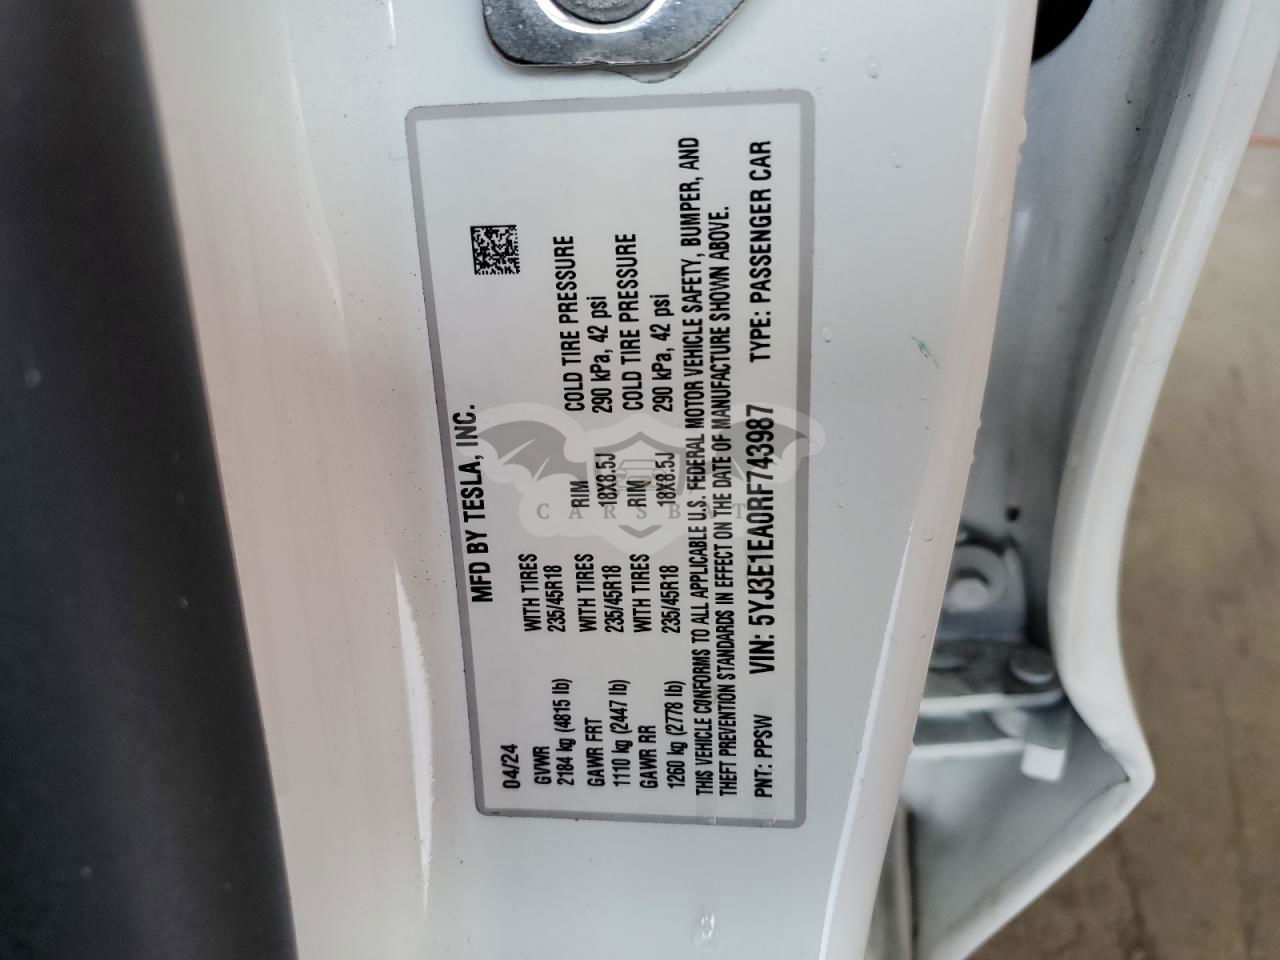 MFD BY TESLA, INC.
04/24
GVWR
2184 kg (4815 lb)
WITH TIRES
235/45R18
RIM
18X8.5J
COLD TIRE PRESSURE
290 kPa, 42 psi
GAWR FRT
1110 kg (2447 lb)
WITH TIRES
235/45R18
RIM
18X8.5J
COLD TIRE PRESSURE
290 kPa, 42 psi
GAWR RR
1260 kg (2778 lb)
WITH TIRES
235/45R18
THIS VEHICLE CONFORMS TO ALL APPLICABLE U.S. FEDERAL MOTOR VEHICLE SAFETY, BUMPER, AND
THEFT PREVENTION STANDARDS IN EFFECT ON THE DATE OF MANUFACTURE SHOWN ABOVE.
PNT: PPSW VIN: 5YJ3E1EA0RF743987 TYPE: PASSENGER CAR
CARSBAT